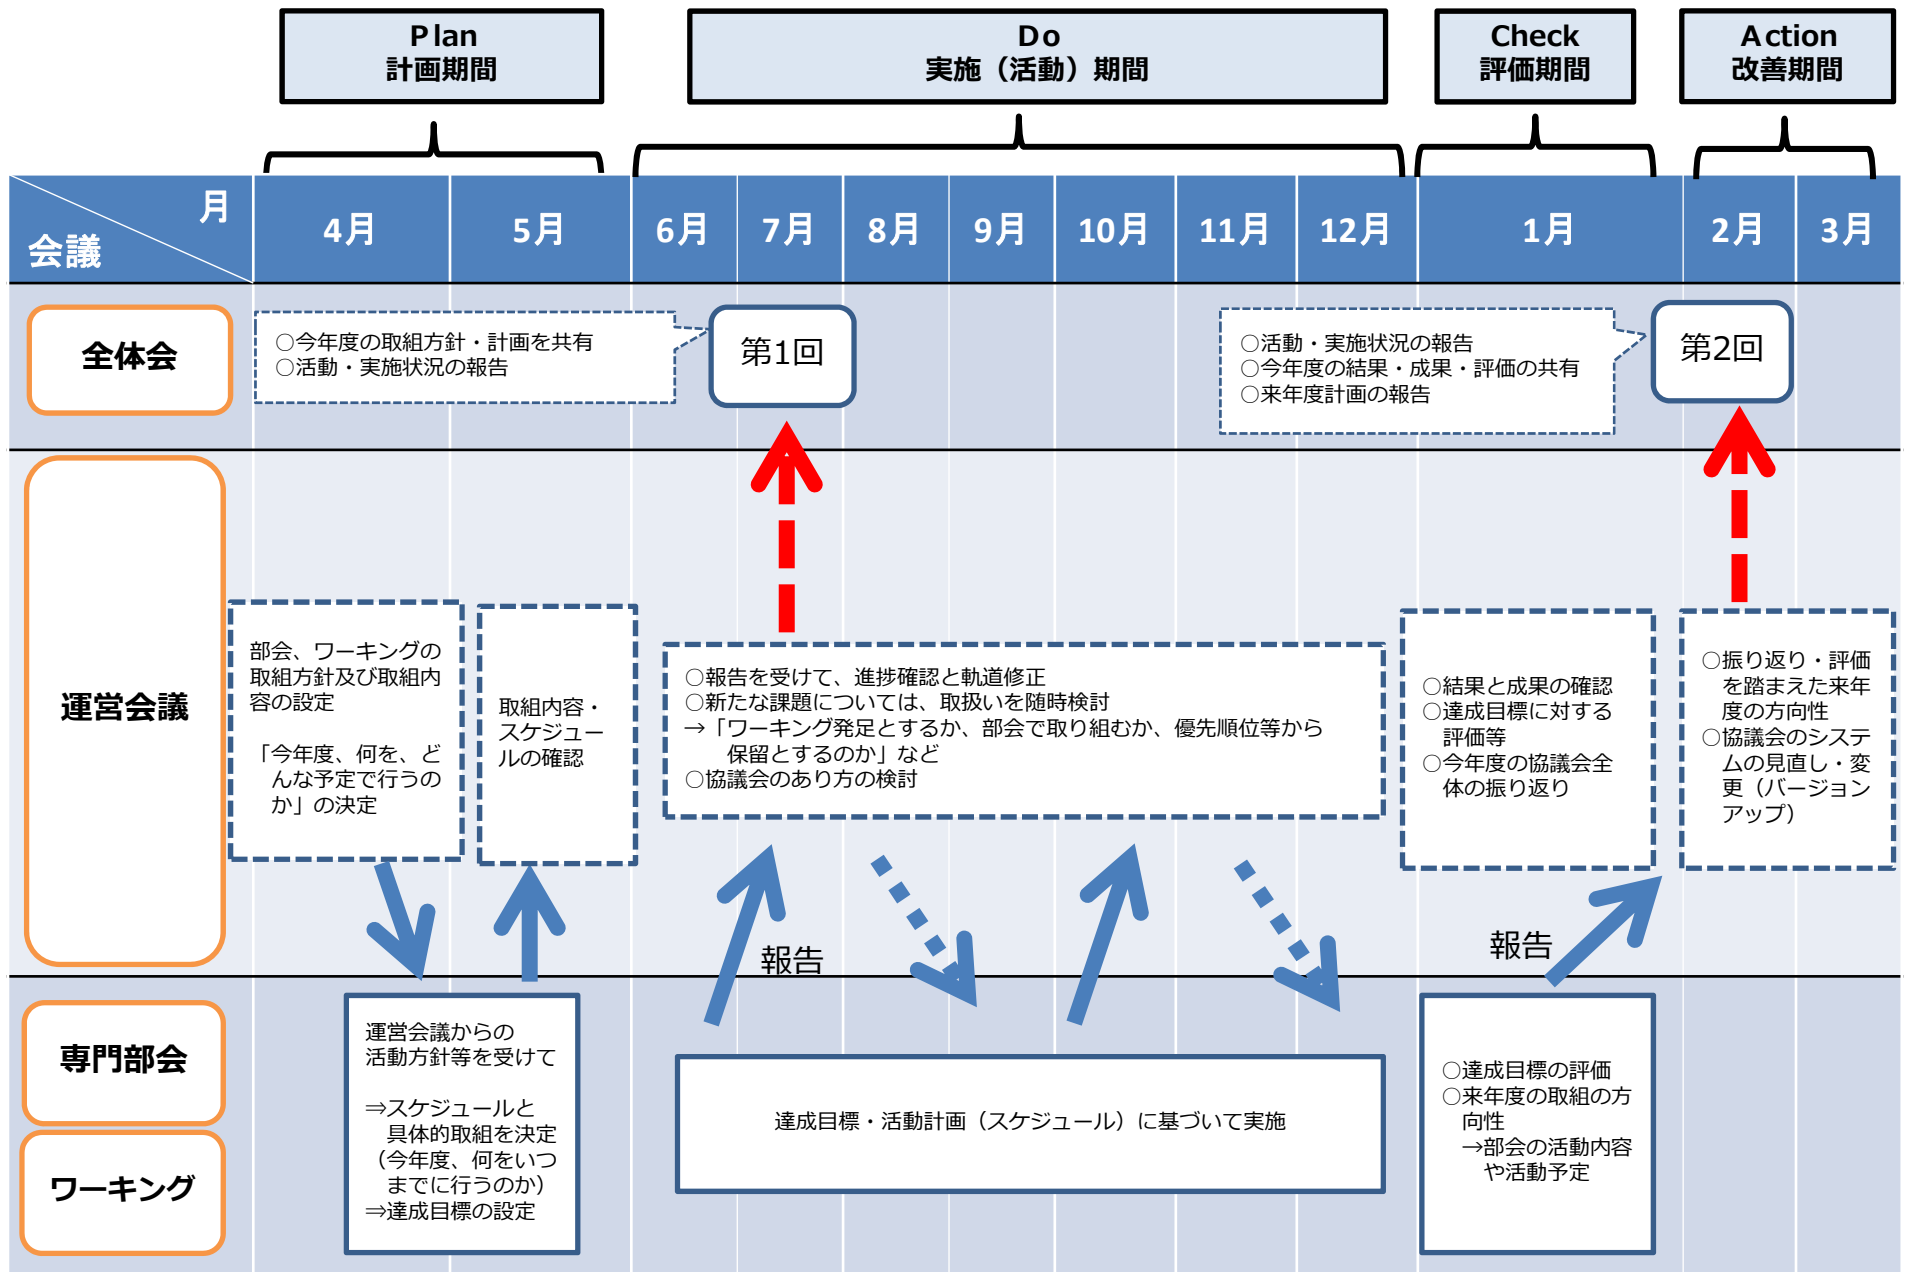 Plan
計画期間
Do
実施（活動）期間
Check
評価期間
Action
改善期間
月
会議
4月
5月
6月
7月
8月
9月
10月
11月
12月
1月
2月
3月
全体会
○今年度の取組方針・計画を共有
○活動・実施状況の報告
第1回
○活動・実施状況の報告
○今年度の結果・成果・評価の共有
○来年度計画の報告
第2回
運営会議
部会、ワーキングの
取組方針及び取組内
容の設定
「今年度、何を、ど
んな予定で行うの
か」の決定
取組内容・
スケジュー
ルの確認
○報告を受けて、進捗確認と軌道修正
○新たな課題については、取扱いを随時検討
→「ワーキング発足とするか、部会で取り組むか、優先順位等から
保留とするのか」など
○協議会のあり方の検討
○結果と成果の確認
○達成目標に対する
評価等
○今年度の協議会全
体の振り返り
○振り返り・評価
を踏まえた来年
度の方向性
○協議会のシステ
ムの見直し・変
更（バージョン
アップ）
報告
報告
専門部会
ワーキング
運営会議からの
活動方針等を受けて
⇒スケジュールと
具体的取組を決定
（今年度、何をいつ
までに行うのか）
⇒達成目標の設定
達成目標・活動計画（スケジュール）に基づいて実施
○達成目標の評価
○来年度の取組の方
向性
→部会の活動内容
や活動予定